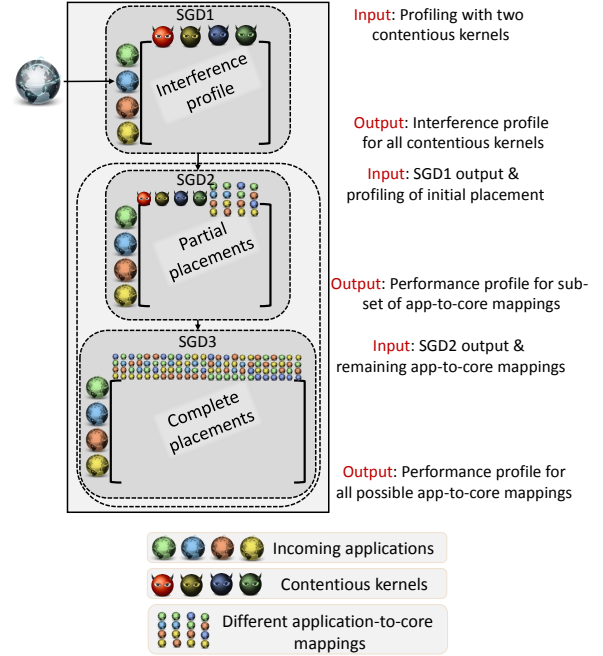 SGD1
Interference
profile
Input: Profiling with two
contentious kernels
Output: Interference profile
for all contentious kernels
SGD2
Partial
placements
Input: SGD1 output &
profiling of initial placement
Output: Performance profile for sub-
set of app-to-core mappings
SGD3
Complete
placements
Input: SGD2 output &
remaining app-to-core mappings
Output: Performance profile for
all possible app-to-core mappings
Incoming applications
Contentious kernels
Different application-to-core
mappings